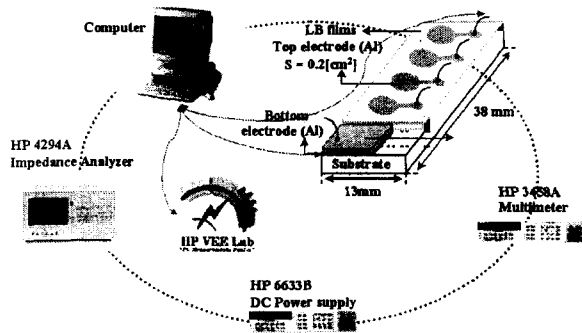 Computer
LB films
Top electrode (Al)
S = 0.2[cm²]
38 mm
Bottom
electrode (Al)
Substrate
13mm
HP 4294A
Impedance Analyzer
HP VEE Lab
HP 3458A
Multimeter
HP 6633B
DC Power supply